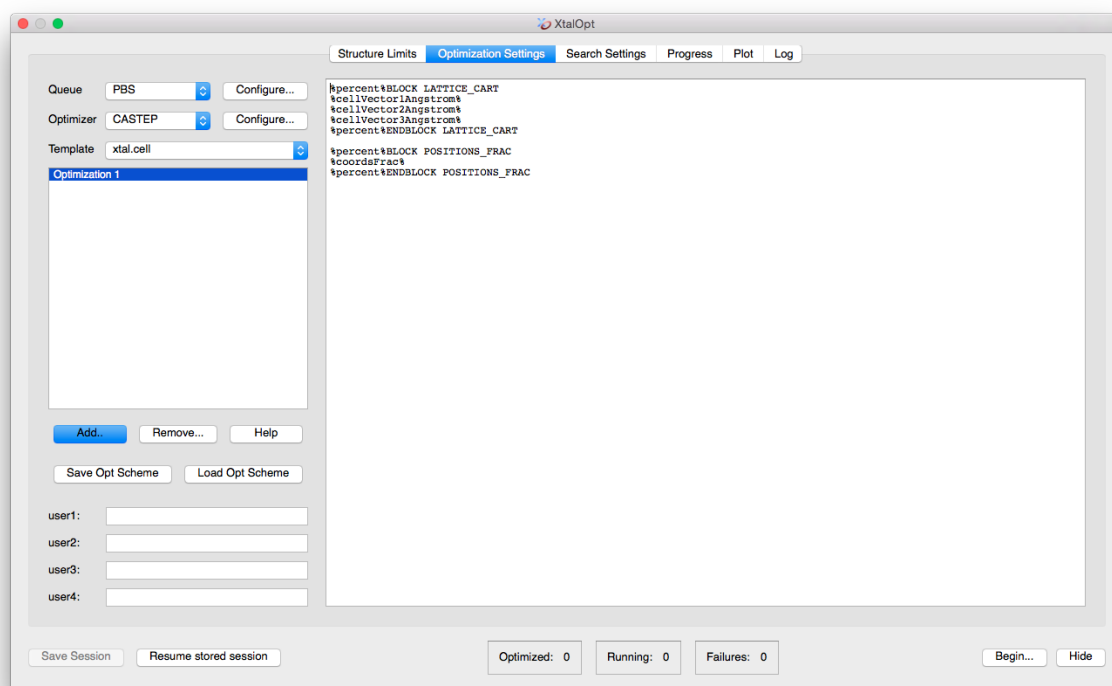 XtalOpt
Structure Limits Optimization Settings Search Settings Progress Plot Log
Queue PBS Configure...
Optimizer CASTEP Configure...
Template xtal.cell
Optimization 1
Add.. Remove... Help
Save Opt Scheme Load Opt Scheme
user1:
user2:
user3:
user4:
%percent%BLOCK LATTICE_CART
%cellVector1Angstrom%
%cellVector2Angstrom%
%cellVector3Angstrom%
%percent%ENDBLOCK LATTICE_CART
%percent%BLOCK POSITIONS_FRAC
%coordsFrac%
%percent%ENDBLOCK POSITIONS_FRAC
Save Session Resume stored session Optimized: 0 Running: 0 Failures: 0 Begin... Hide